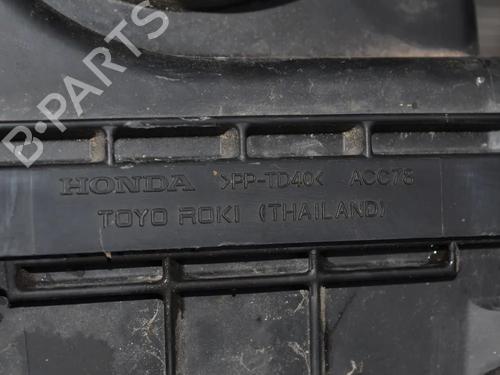 B-PARTS
HONDA >PP-TD40< ACC76
TOYO ROKI (THAILAND)